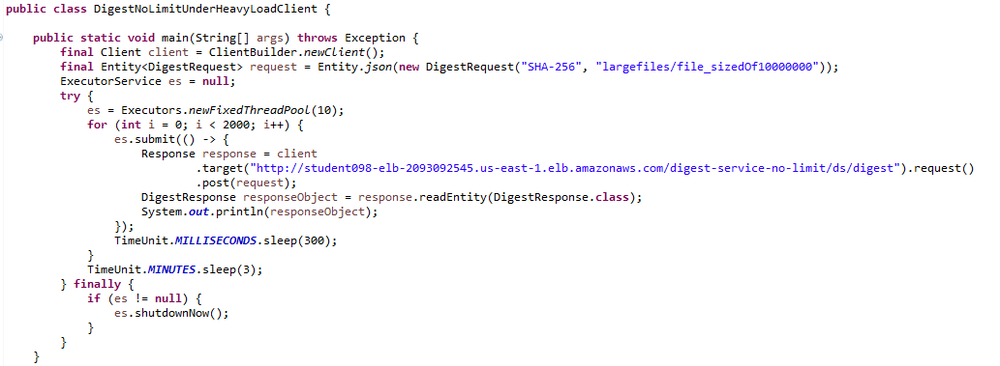 public class DigestNoLimitUnderHeavyLoadClient {
public static void main(String[] args) throws Exception {
final Client client = ClientBuilder.newClient();
final Entity<DigestRequest> request = Entity.json(new DigestRequest("SHA-256", "largefiles/file_sizedOf10000000"));
ExecutorService es = null;
try {
es = Executors.newFixedThreadPool(10);
for (int i = 0; i < 2000; i++) {
es.submit(() -> {
Response response = client
.target("http://student098-elb-2093092545.us-east-1.elb.amazonaws.com/digest-service-no-limit/ds/digest").request()
.post(request);
DigestResponse responseObject = response.readEntity(DigestResponse.class);
System.out.println(responseObject);
});
TimeUnit.MILLISECONDS.sleep(300);
}
TimeUnit.MINUTES.sleep(3);
} finally {
if (es != null) {
es.shutdownNow();
}
}
}